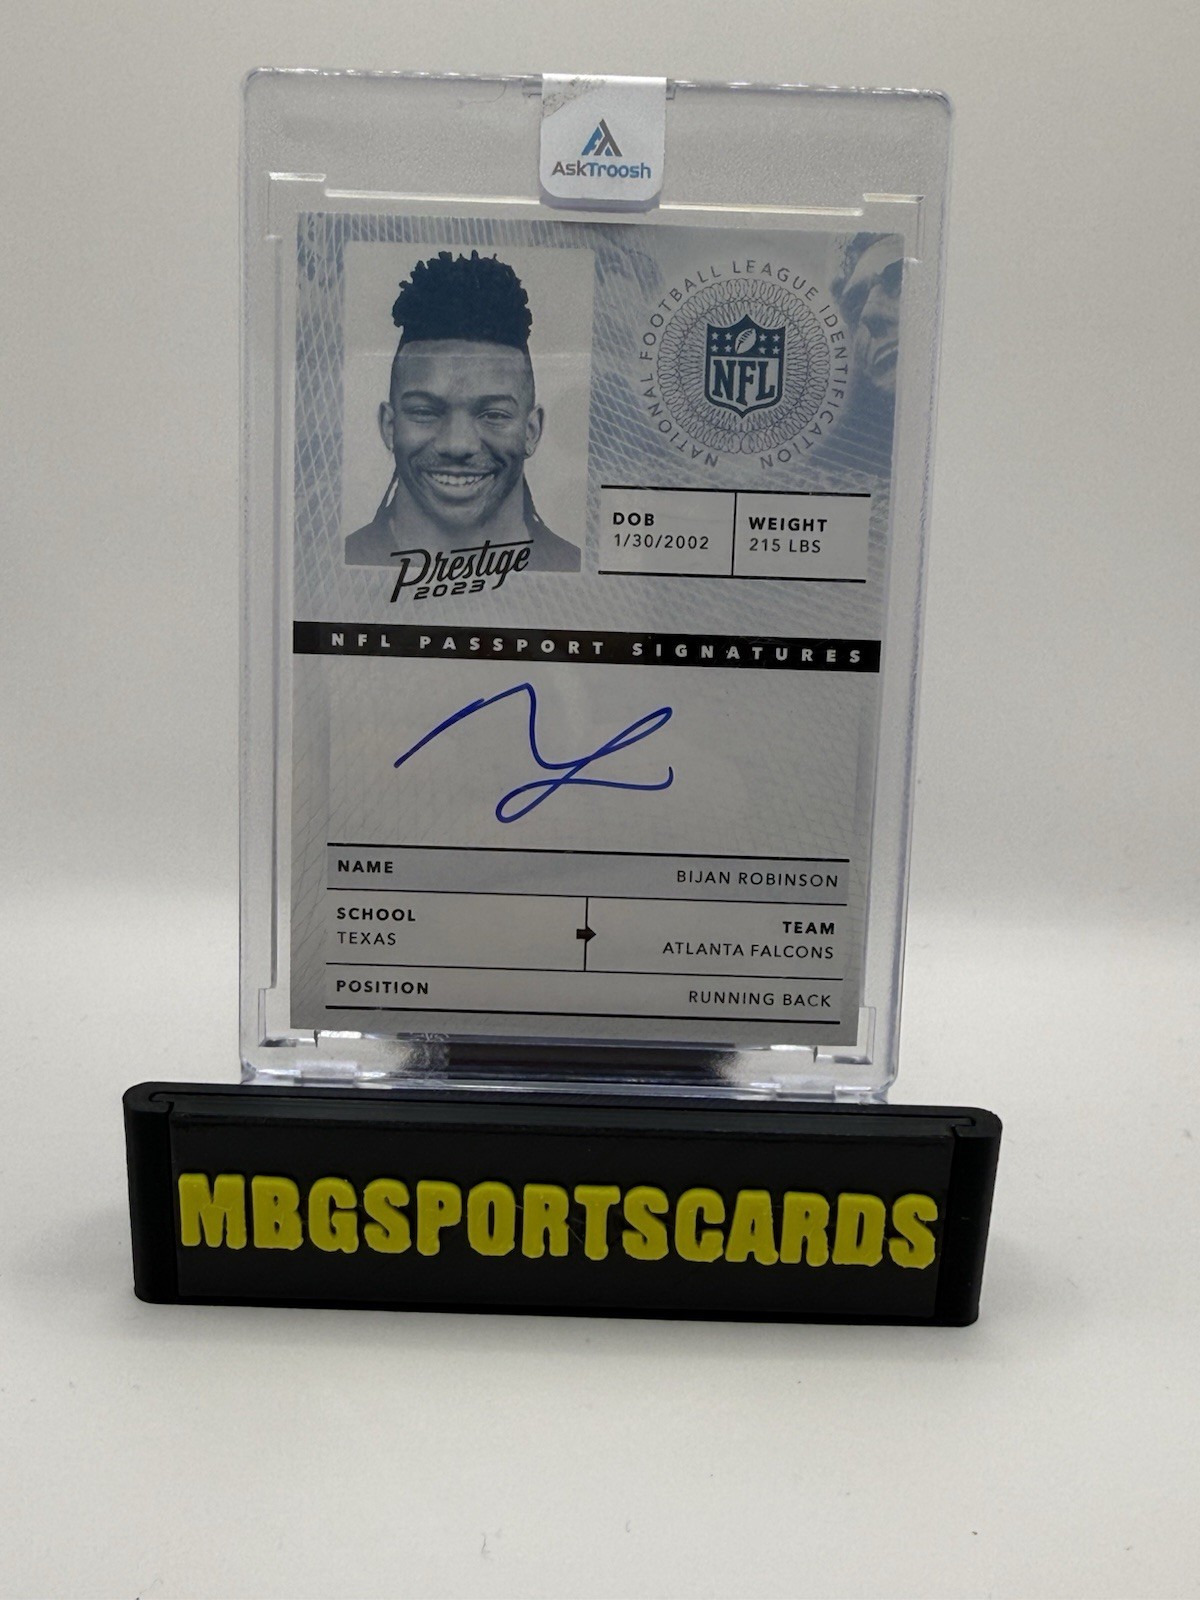 AskTroosh
NATIONAL FOOTBALL LEAGUE IDENTIFICATION
NFL
DOB
1/30/2002
WEIGHT
215 LBS
Prestige
2023
NFL PASSPORT SIGNATURES
NAME
BIJAN ROBINSON
SCHOOL
TEXAS
TEAM
ATLANTA FALCONS
POSITION
RUNNING BACK
MBGSPORTSCARDS